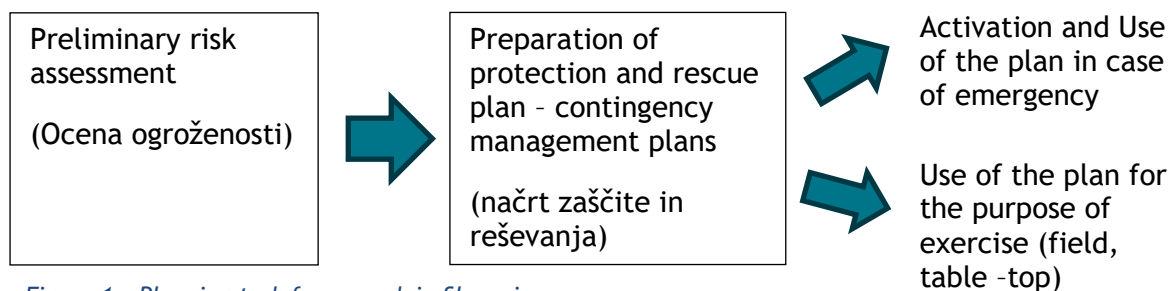 Preliminary risk
assessment
(Ocena ogroženosti)
Preparation of
protection and rescue
plan – contingency
management plans
(načrt zaščite in
reševanja)
Activation and Use
of the plan in case
of emergency
Use of the plan for
the purpose of
exercise (field,
table –top)